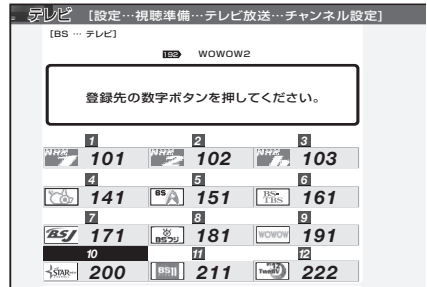 テレビ [設定…視聴準備…テレビ放送…チャンネル設定]
[BS … テレビ]
192 WOWOW2
登録先の数字ボタンを押してください。
1 2 3
101 102 103
4 5 6
141 BS A 151 BS-TBS 161
7 8 9
BSJ 171 BSフジ 181 WOWOW 191
10 11 12
STAR 200 BS11 211 TwellV 222